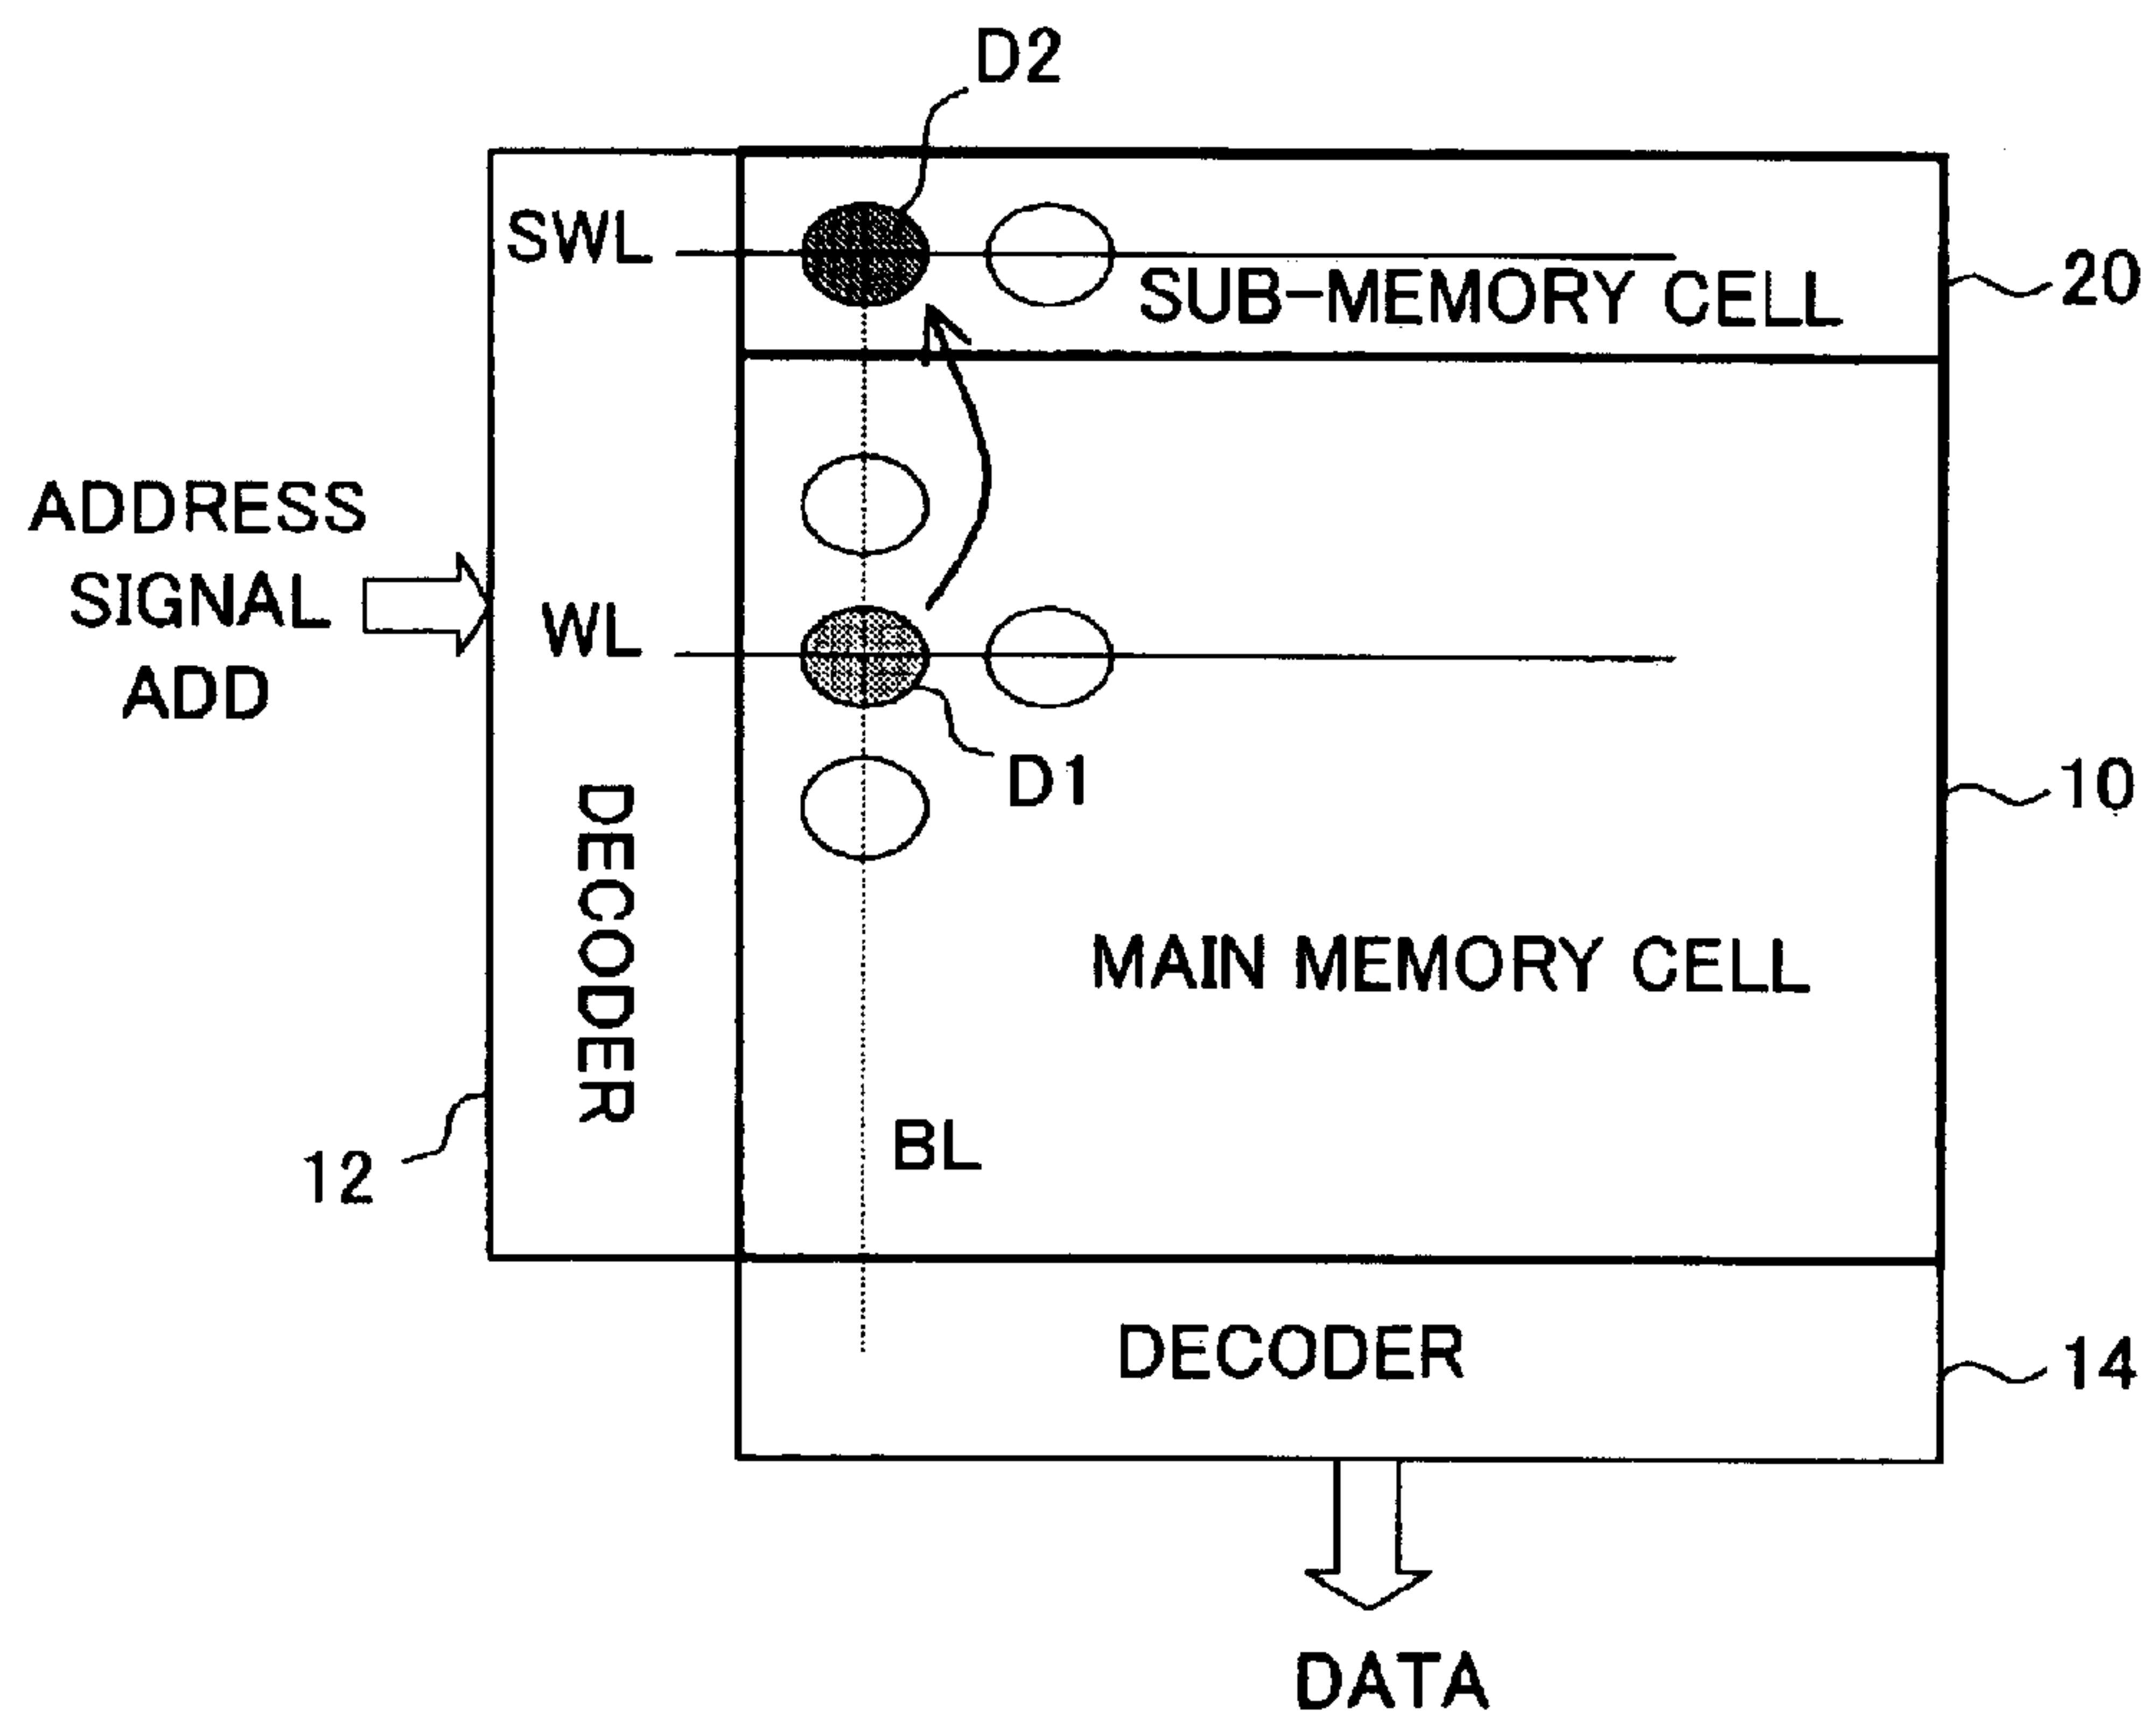 D2
SWL
SUB-MEMORY CELL
20
ADDRESS
SIGNAL
ADD
WL
D1
10
DECODER
MAIN MEMORY CELL
BL
12
DECODER
14
DATA